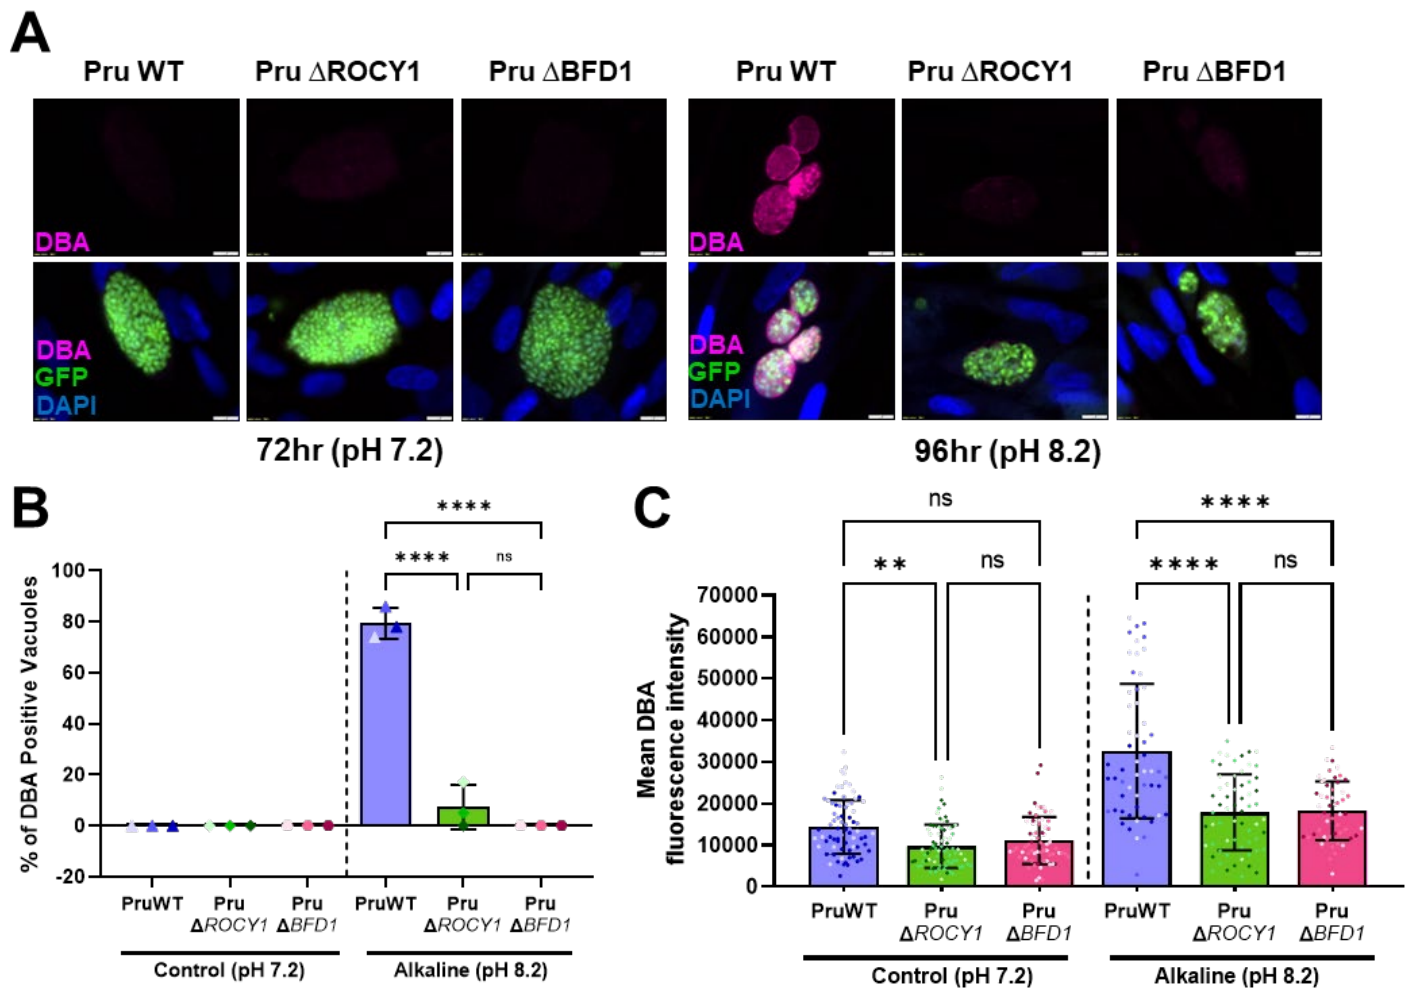 A
Pru WT
Pru ΔROCY1
Pru ΔBFD1
Pru WT
Pru ΔROCY1
Pru ΔBFD1
DBA
DBA
DBA
GFP
DAPI
DBA
GFP
DAPI
72hr (pH 7.2)
96hr (pH 8.2)
B
% of DBA Positive Vacuoles
100
80
60
40
20
0
-20
****
****
ns
PruWT
Pru
ΔROCY1
Pru
ΔBFD1
PruWT
Pru
ΔROCY1
Pru
ΔBFD1
Control (pH 7.2)
Alkaline (pH 8.2)
C
Mean DBA
fluorescence intensity
70000
60000
50000
40000
30000
20000
10000
0
ns
**
ns
****
****
ns
PruWT
Pru
ΔROCY1
Pru
ΔBFD1
PruWT
Pru
ΔROCY1
Pru
ΔBFD1
Control (pH 7.2)
Alkaline (pH 8.2)